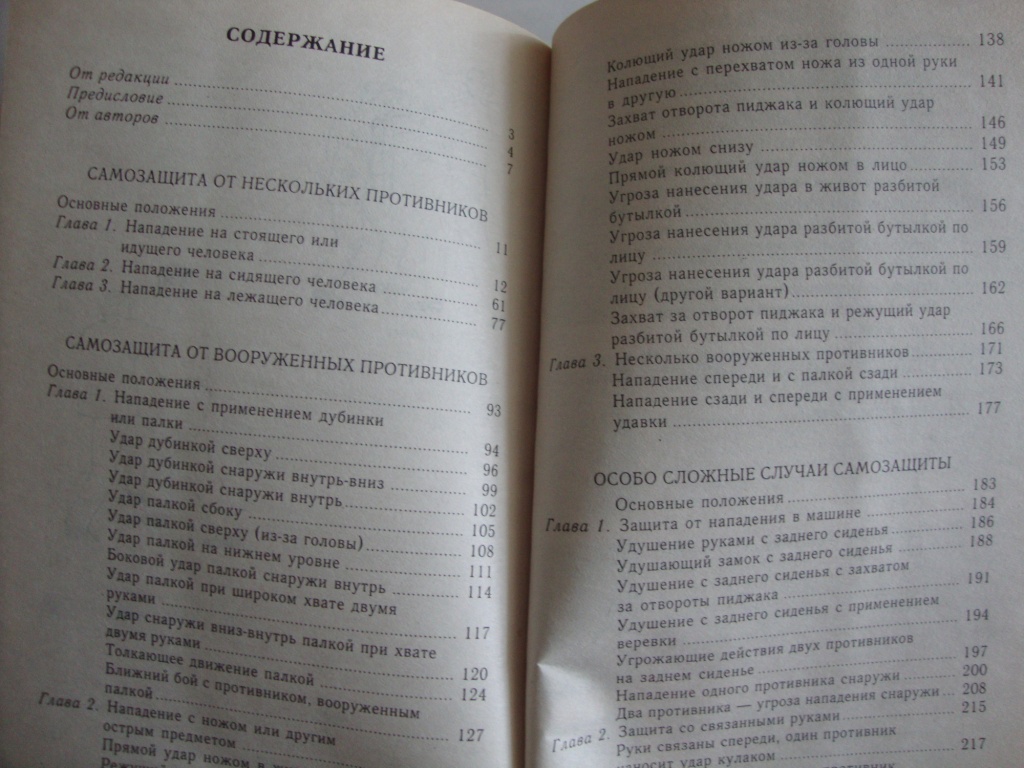 СОДЕРЖАНИЕ
От редакции 3
Предисловие 4
От авторов 7
САМОЗАЩИТА ОТ НЕСКОЛЬКИХ ПРОТИВНИКОВ
Основные положения 11
Глава 1. Нападение на стоящего или
идущего человека 12
Глава 2. Нападение на сидящего человека 61
Глава 3. Нападение на лежащего человека 77
САМОЗАЩИТА ОТ ВООРУЖЕННЫХ ПРОТИВНИКОВ
Основные положения 93
Глава 1. Нападение с применением дубинки
или палки 94
Удар дубинкой сверху 96
Удар дубинкой снаружи внутрь-вниз 99
Удар дубинкой снаружи внутрь 102
Удар палкой сбоку 105
Удар палкой сверху (из-за головы) 108
Удар палкой на нижнем уровне 111
Боковой удар палкой снаружи внутрь 114
Удар палкой при широком хвате двумя
руками 117
Удар снаружи вниз-внутрь палкой при хвате
двумя руками 120
Толкающее движение палкой 124
Ближний бой с противником, вооруженным
палкой 127
Глава 2. Нападение с ножом или другим
острым предметом
Прямой удар ножом в
Колющий удар ножом из-за головы 138
Нападение с перехватом ножа из одной руки
в другую 141
Захват отворота пиджака и колющий удар
ножом 146
Удар ножом снизу 149
Прямой колющий удар ножом в лицо 153
Угроза нанесения удара в живот разбитой
бутылкой 156
Угроза нанесения удара разбитой бутылкой по
лицу 159
Угроза нанесения удара разбитой бутылкой по
лицу (другой вариант) 162
Захват за отворот пиджака и режущий удар
разбитой бутылкой по лицу 166
Глава 3. Несколько вооруженных противников 171
Нападение спереди и с палкой сзади 173
Нападение сзади и спереди с применением
удавки 177
ОСОБО СЛОЖНЫЕ СЛУЧАИ САМОЗАЩИТЫ
Основные положения 183
Глава 1. Защита от нападения в машине 184
Удушение руками с заднего сиденья 186
Удушающий замок с заднего сиденья 188
Удушение с заднего сиденья с захватом
за отвороты пиджака 191
Удушение с заднего сиденья с применением
веревки 194
Угрожающие действия двух противников
на заднем сиденье 197
Нападение одного противника снаружи 200
Два противника — угроза нападения снаружи 208
Глава 2. Защита со связанными руками 215
Руки связаны спереди, один противник
наносит удар кулаком 217